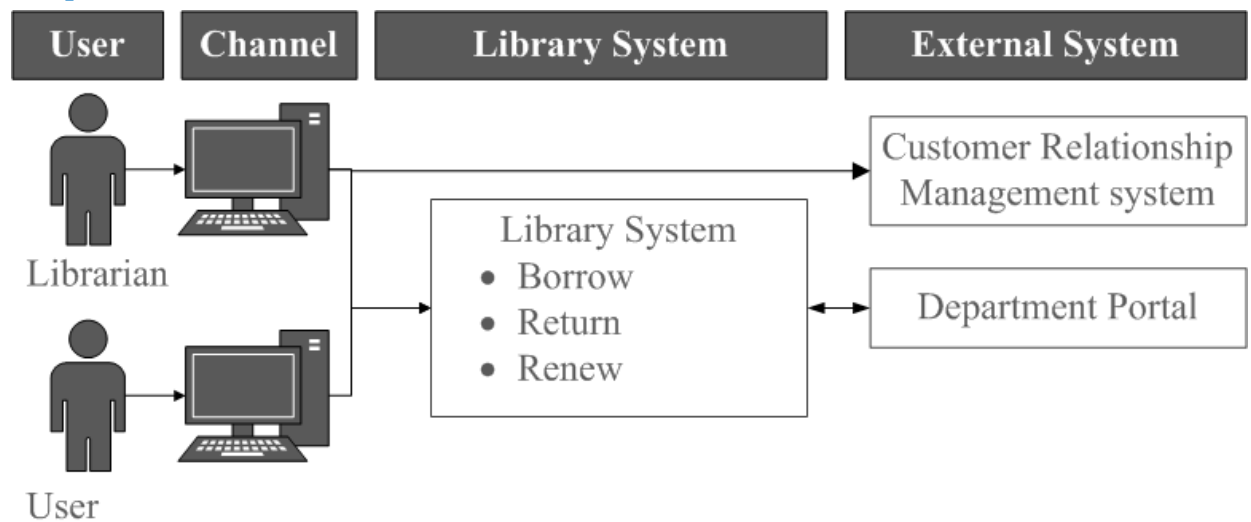 User
Channel
Library System
External System
Customer Relationship
Management system
Library System
• Borrow
• Return
• Renew
Department Portal
Librarian
User